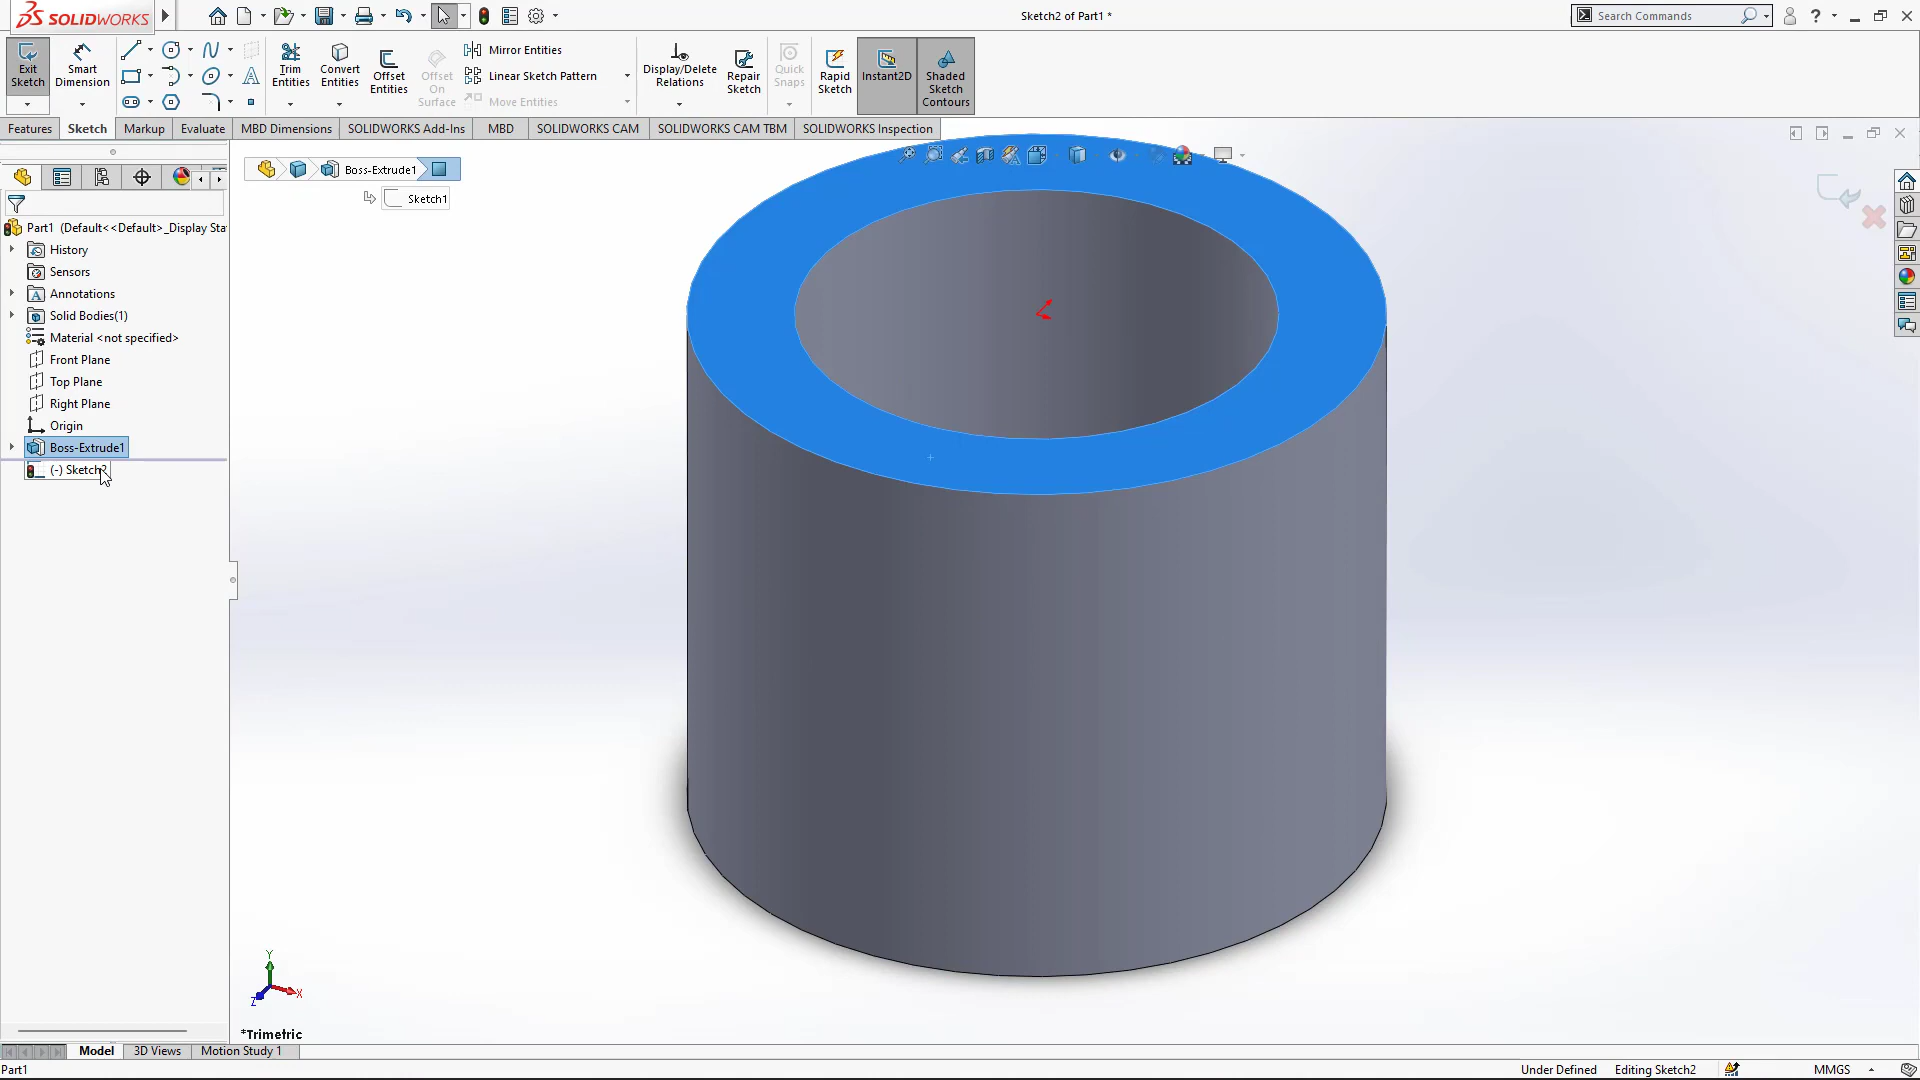 SOLIDWORKS
Sketch2 of Part1 *
Search Commands
Exit Sketch
Smart Dimension
Trim Entities
Convert Entities
Offset Entities
Offset On Surface
Mirror Entities
Linear Sketch Pattern
Move Entities
Display/Delete Relations
Repair Sketch
Quick Snaps
Rapid Sketch
Instant2D
Shaded Sketch Contours
Features
Sketch
Markup
Evaluate
MBD Dimensions
SOLIDWORKS Add-Ins
MBD
SOLIDWORKS CAM
SOLIDWORKS CAM TBM
SOLIDWORKS Inspection
Boss-Extrude1
Sketch1
Part1 (Default<<Default>_Display Sta
History
Sensors
Annotations
Solid Bodies(1)
Material <not specified>
Front Plane
Top Plane
Right Plane
Origin
Boss-Extrude1
(-) Sketch2
Y
X
Z
*Trimetric
Model
3D Views
Motion Study 1
Part1
Under Defined
Editing Sketch2
MMGS